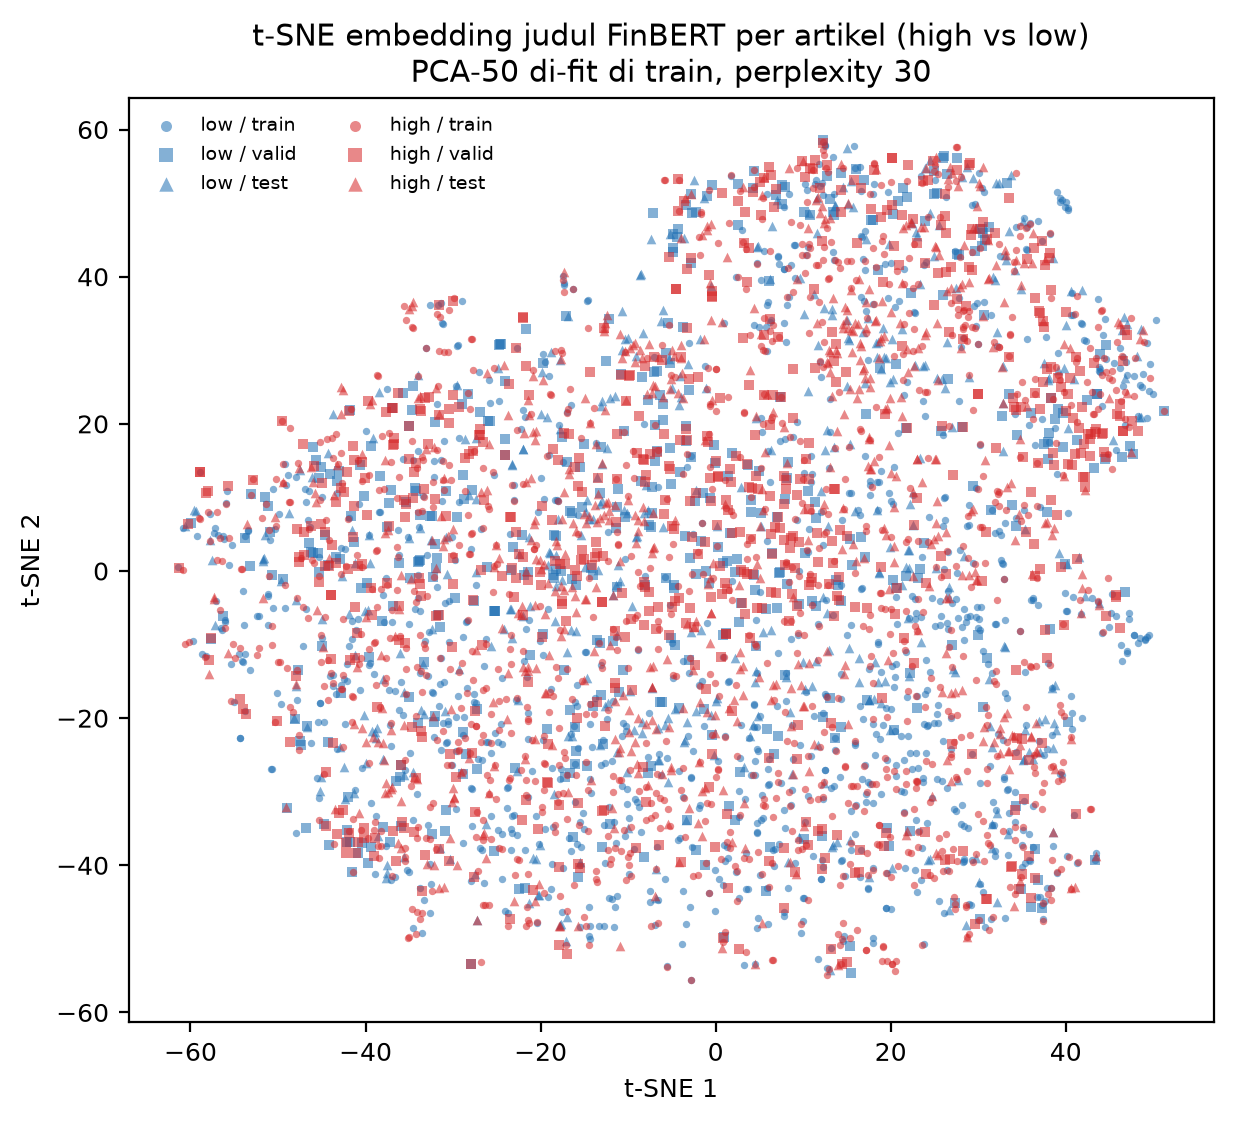 t-SNE embedding judul FinBERT per artikel (high vs low)
PCA-50 di-fit di train, perplexity 30
low / train
low / valid
low / test
high / train
high / valid
high / test
60
40
20
0
−20
−40
−60
t-SNE 2
−60
−40
−20
0
20
40
t-SNE 1